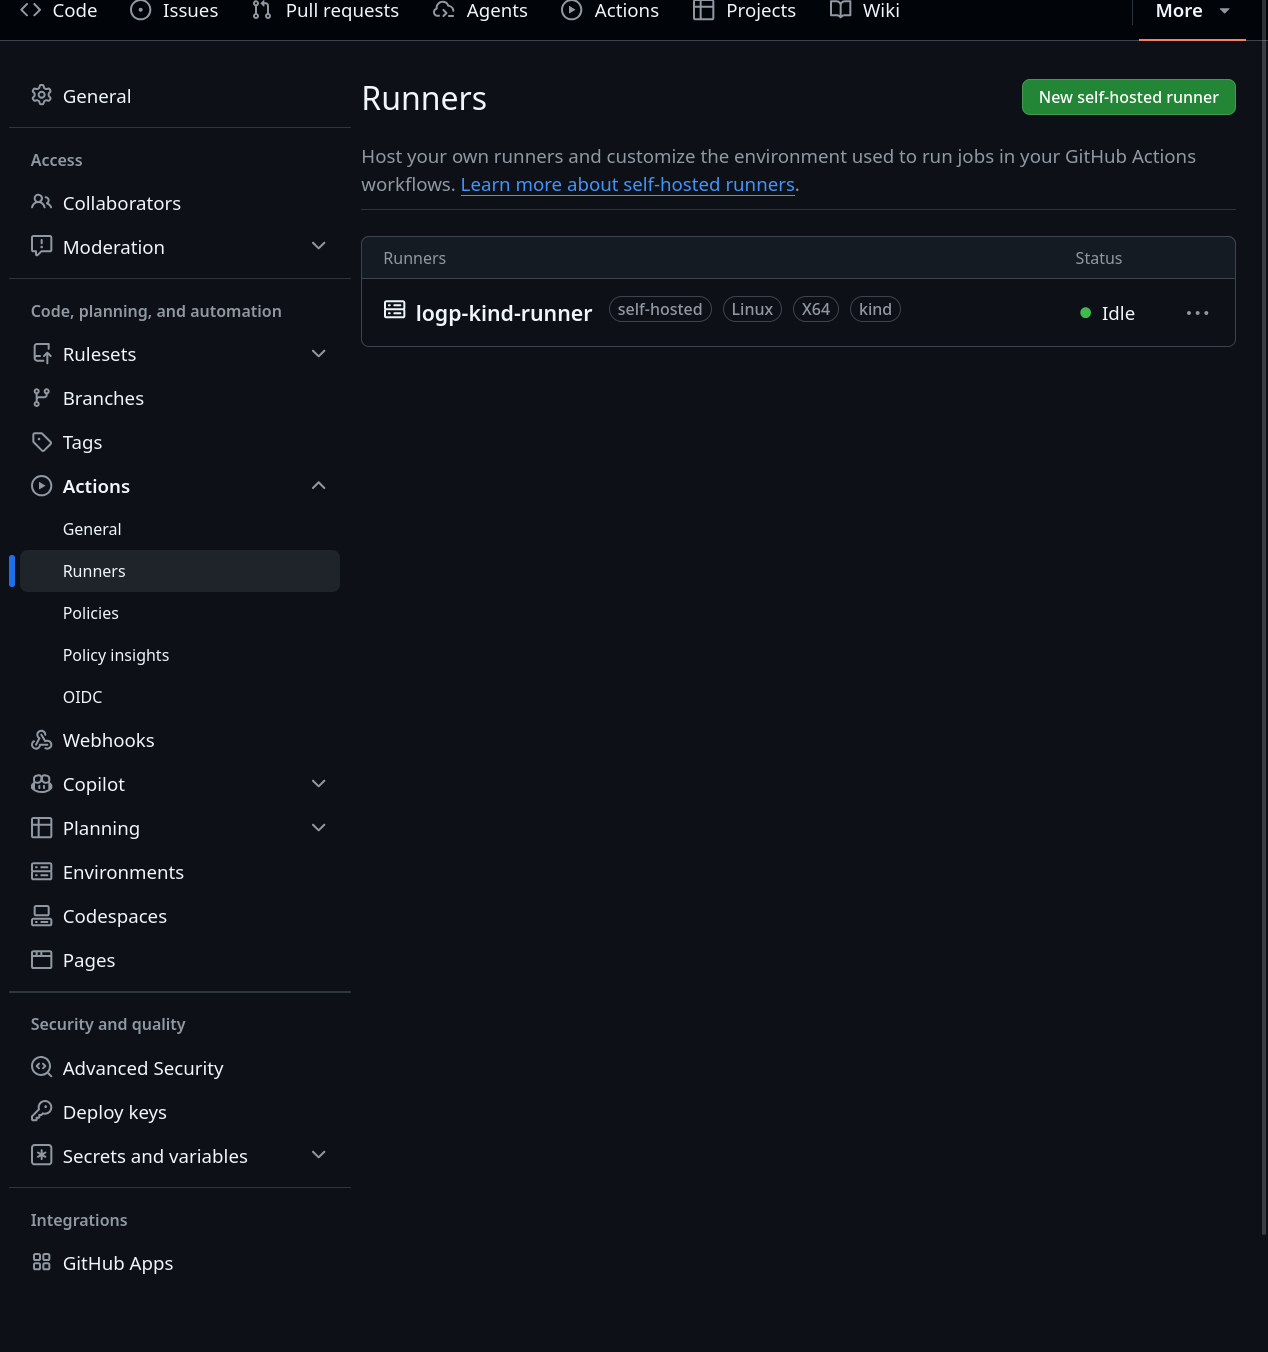 Code Issues Pull requests Agents Actions Projects Wiki More
General
Access
Collaborators
Moderation
Code, planning, and automation
Rulesets
Branches
Tags
Actions
General
Runners
Policies
Policy insights
OIDC
Webhooks
Copilot
Planning
Environments
Codespaces
Pages
Security and quality
Advanced Security
Deploy keys
Secrets and variables
Integrations
GitHub Apps
Runners
New self-hosted runner
Host your own runners and customize the environment used to run jobs in your GitHub Actions
workflows. Learn more about self-hosted runners.
Runners Status
logp-kind-runner self-hosted Linux X64 kind Idle